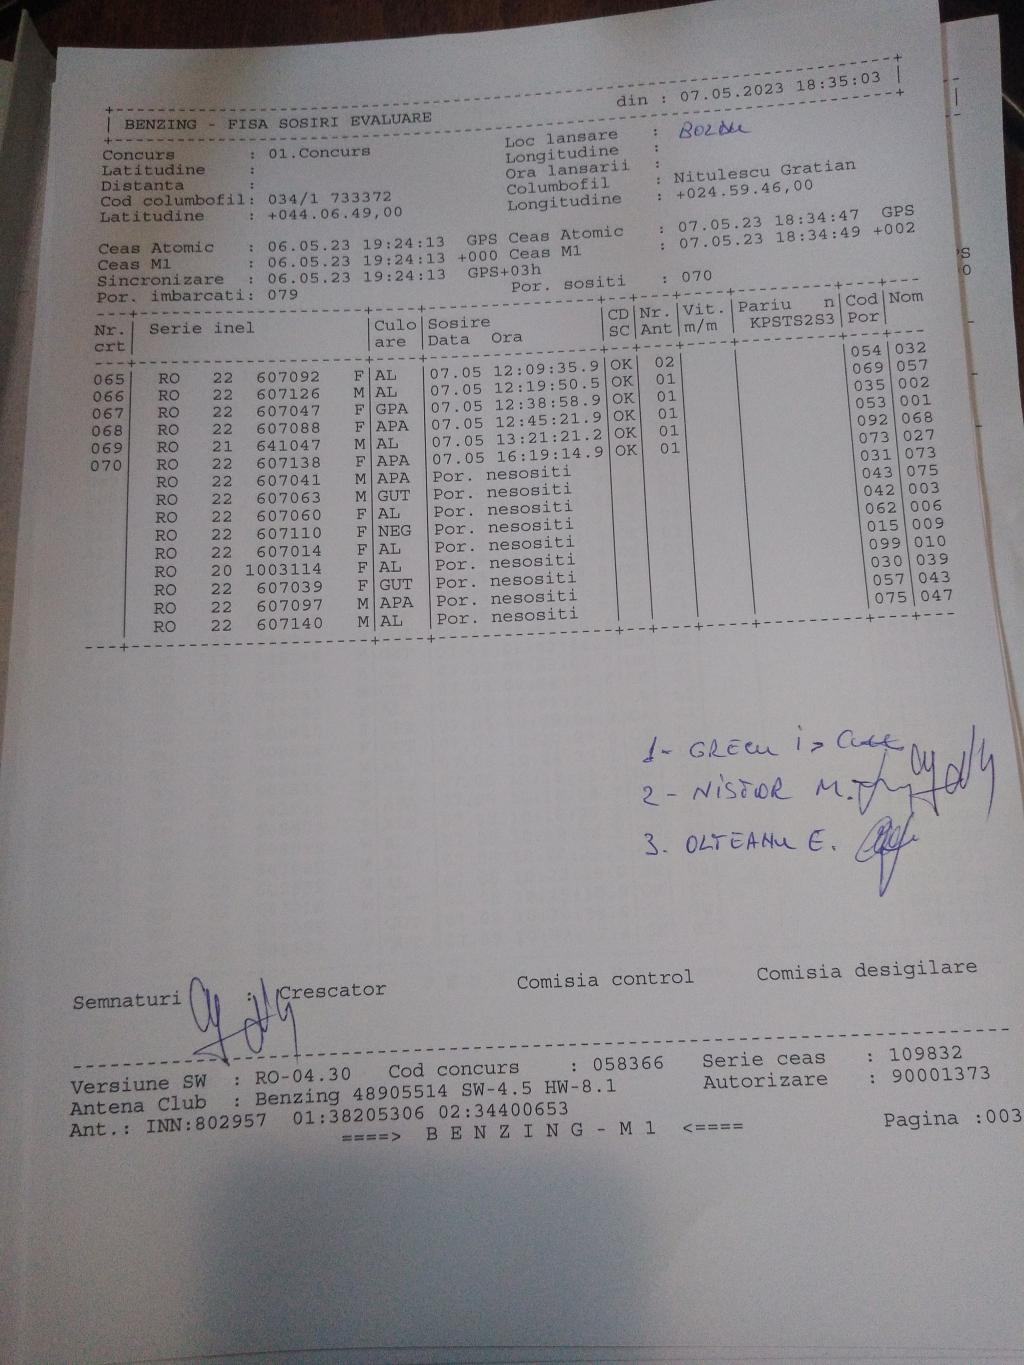 BENZING - FISA SOSIRI EVALUARE din : 07.05.2023 18:35:03
Concurs : 01.Concurs Loc lansare :
Latitudine : Longitudine :
Distanta : Ora lansarii :
Cod columbofil: 034/1 733372 Columbofil : Nitulescu Gratian
Latitudine : +044.06.49,00 Longitudine : +024.59.46,00
Ceas Atomic : 06.05.23 19:24:13 GPS Ceas Atomic : 07.05.23 18:34:47 GPS
Ceas M1 : 06.05.23 19:24:13 +000 Ceas M1 : 07.05.23 18:34:49 +002
Sincronizare : 06.05.23 19:24:13 GPS+03h
Por. imbarcati: 079 Por. sositi : 070
Nr. Serie inel Culo Sosire CD Nr. Vit. Pariu n Cod Nom
crt are Data Ora SC Ant m/m KPSTS2S3 Por
065 RO 22 607092 F AL 07.05 12:09:35.9 OK 02 054 032
066 RO 22 607126 M AL 07.05 12:19:50.5 OK 01 069 057
067 RO 22 607047 F GPA 07.05 12:38:58.9 OK 01 035 002
068 RO 22 607088 F APA 07.05 12:45:21.9 OK 01 053 001
069 RO 21 641047 M AL 07.05 13:21:21.2 OK 01 092 068
070 RO 22 607138 F APA 07.05 16:19:14.9 OK 01 073 027
RO 22 607041 M APA Por. nesositi 031 073
RO 22 607063 M GUT Por. nesositi 043 075
RO 22 607060 F AL Por. nesositi 042 003
RO 22 607110 F NEG Por. nesositi 062 006
RO 22 607014 F AL Por. nesositi 015 009
RO 20 1003114 F AL Por. nesositi 099 010
RO 22 607039 F GUT Por. nesositi 030 039
RO 22 607097 M APA Por. nesositi 057 043
RO 22 607140 M AL Por. nesositi 075 047
1- GRECU I
2 - NISTOR M.
3. OLTEANU E.
Semnaturi : Crescator Comisia control Comisia desigilare
Versiune SW : RO-04.30 Cod concurs : 058366 Serie ceas : 109832
Antena Club : Benzing 48905514 SW-4.5 HW-8.1 Autorizare : 90001373
Ant.: INN:802957 01:38205306 02:34400653
====> B E N Z I N G - M 1 <==== Pagina :003